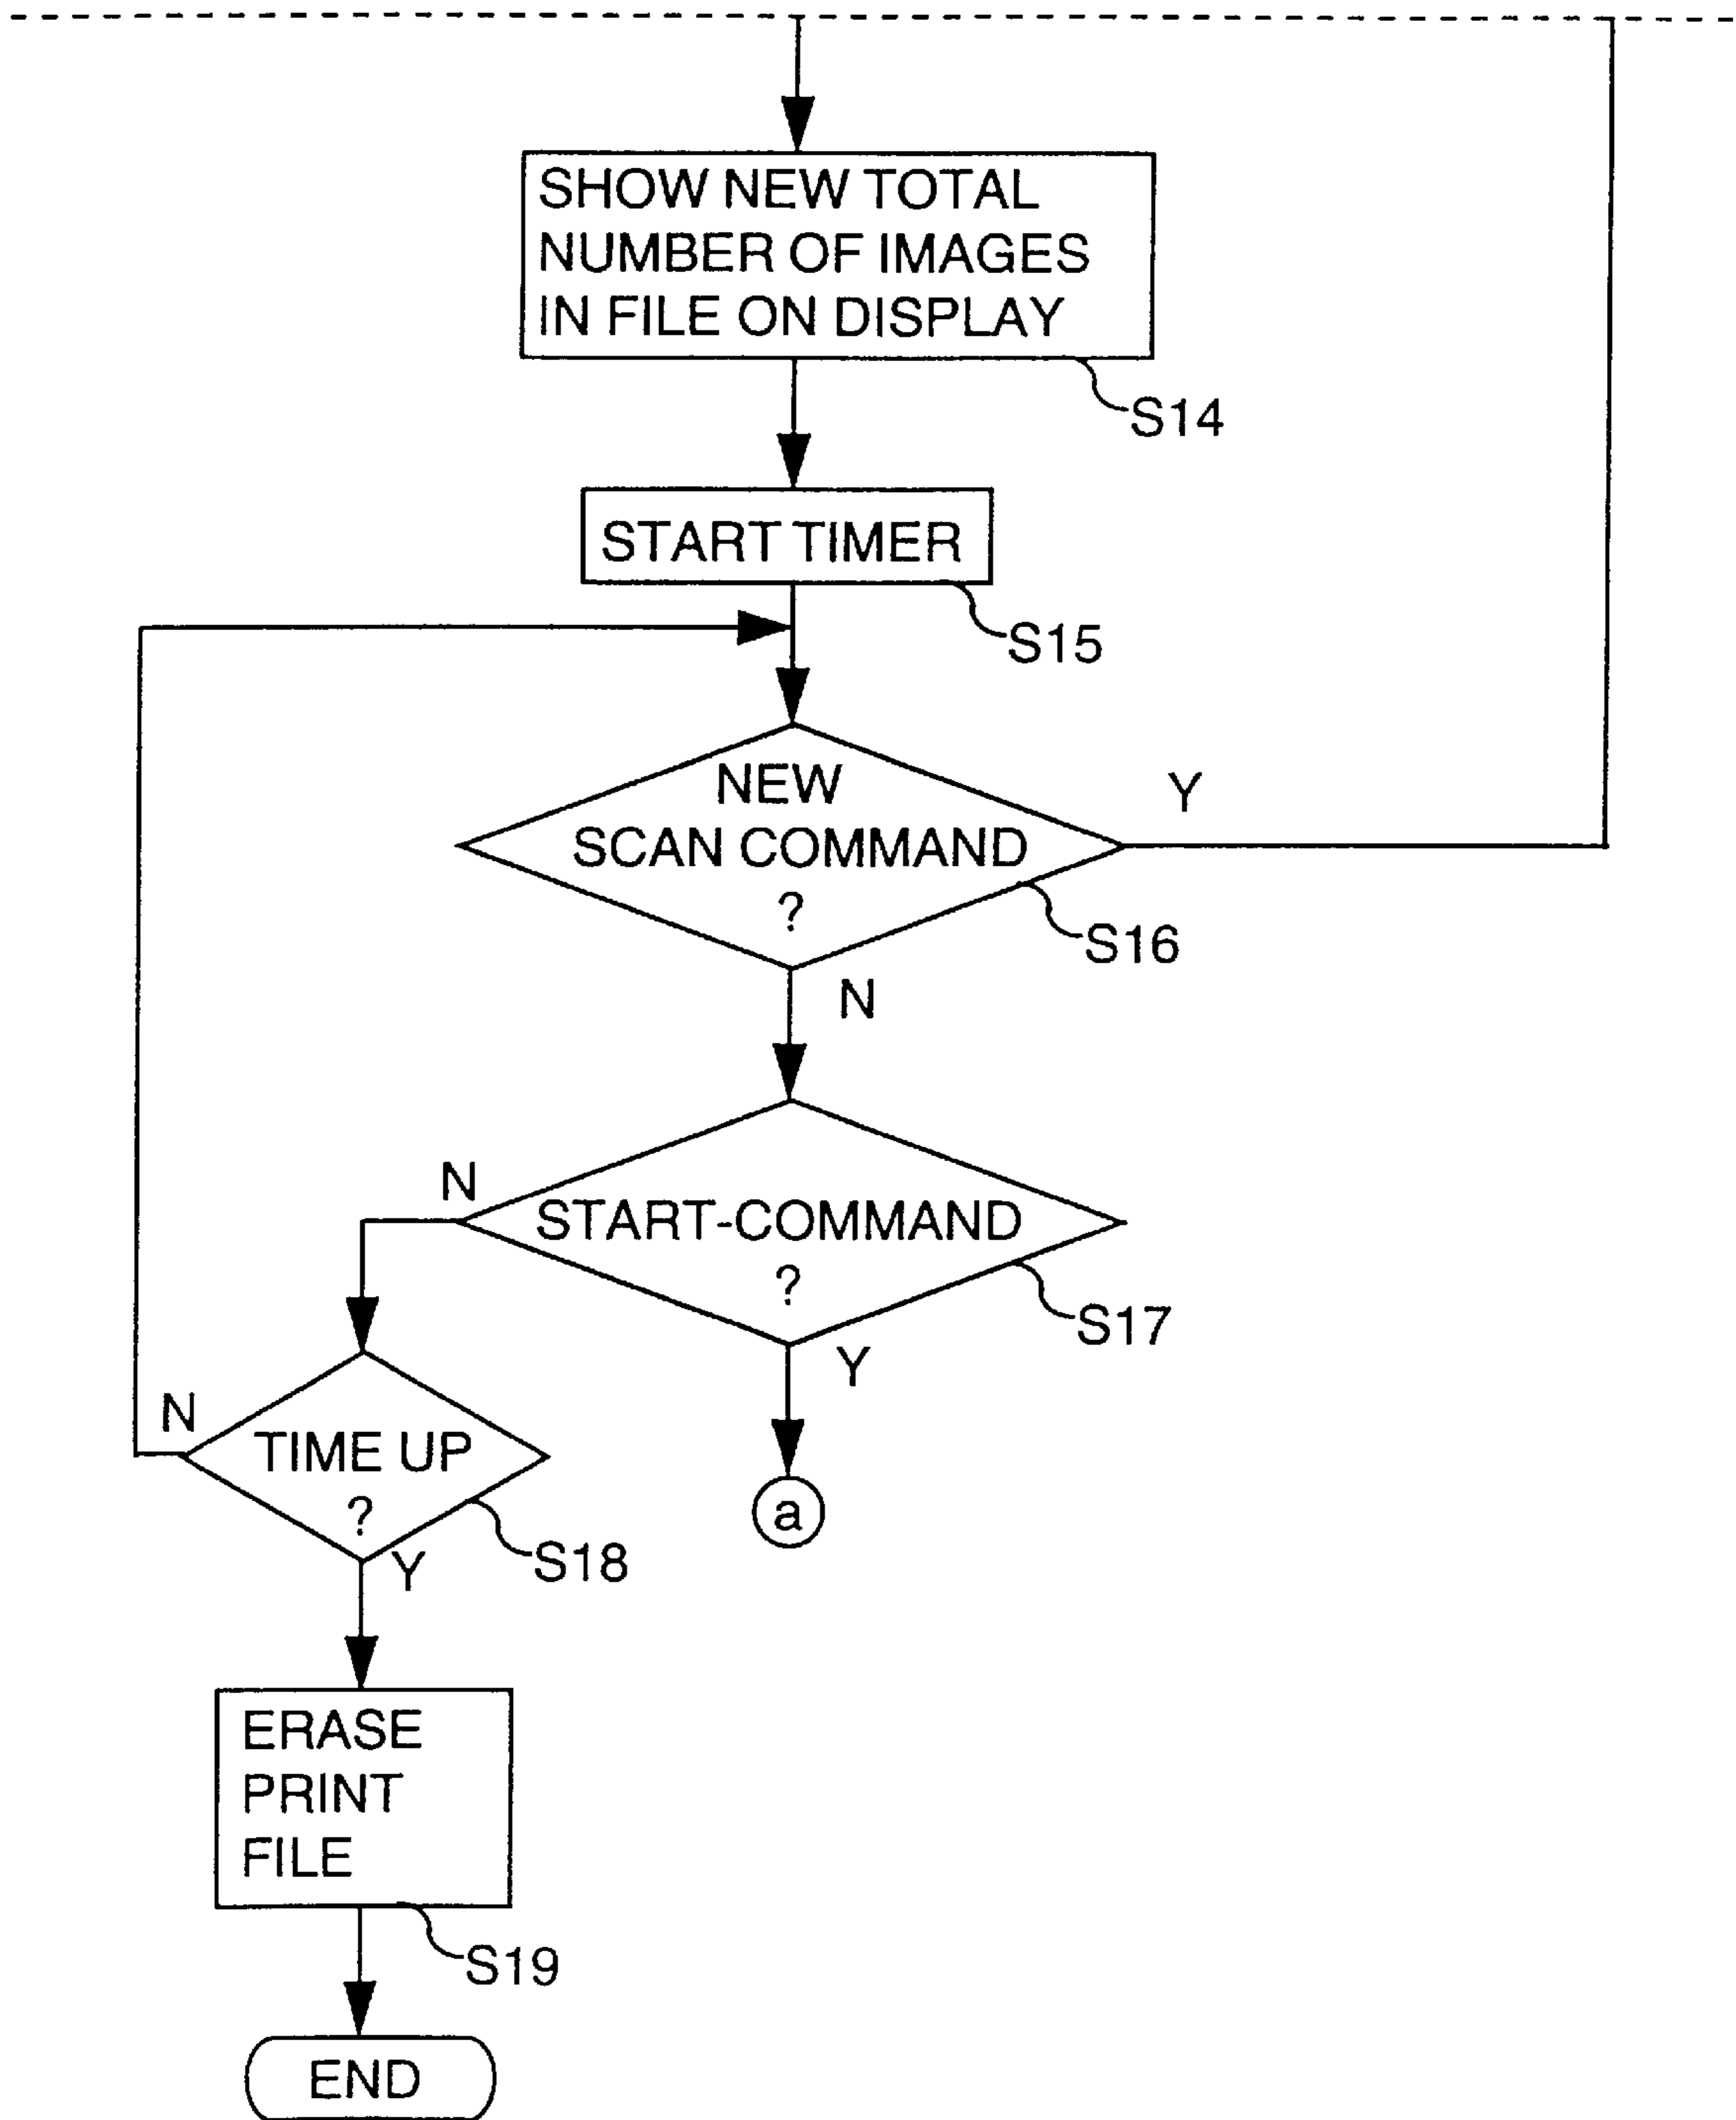 SHOW NEW TOTAL
NUMBER OF IMAGES
IN FILE ON DISPLAY
S14
START TIMER
S15
NEW
SCAN COMMAND
?
Y
S16
N
START-COMMAND
?
N
S17
Y
a
TIME UP
?
N
S18
Y
ERASE
PRINT
FILE
S19
END